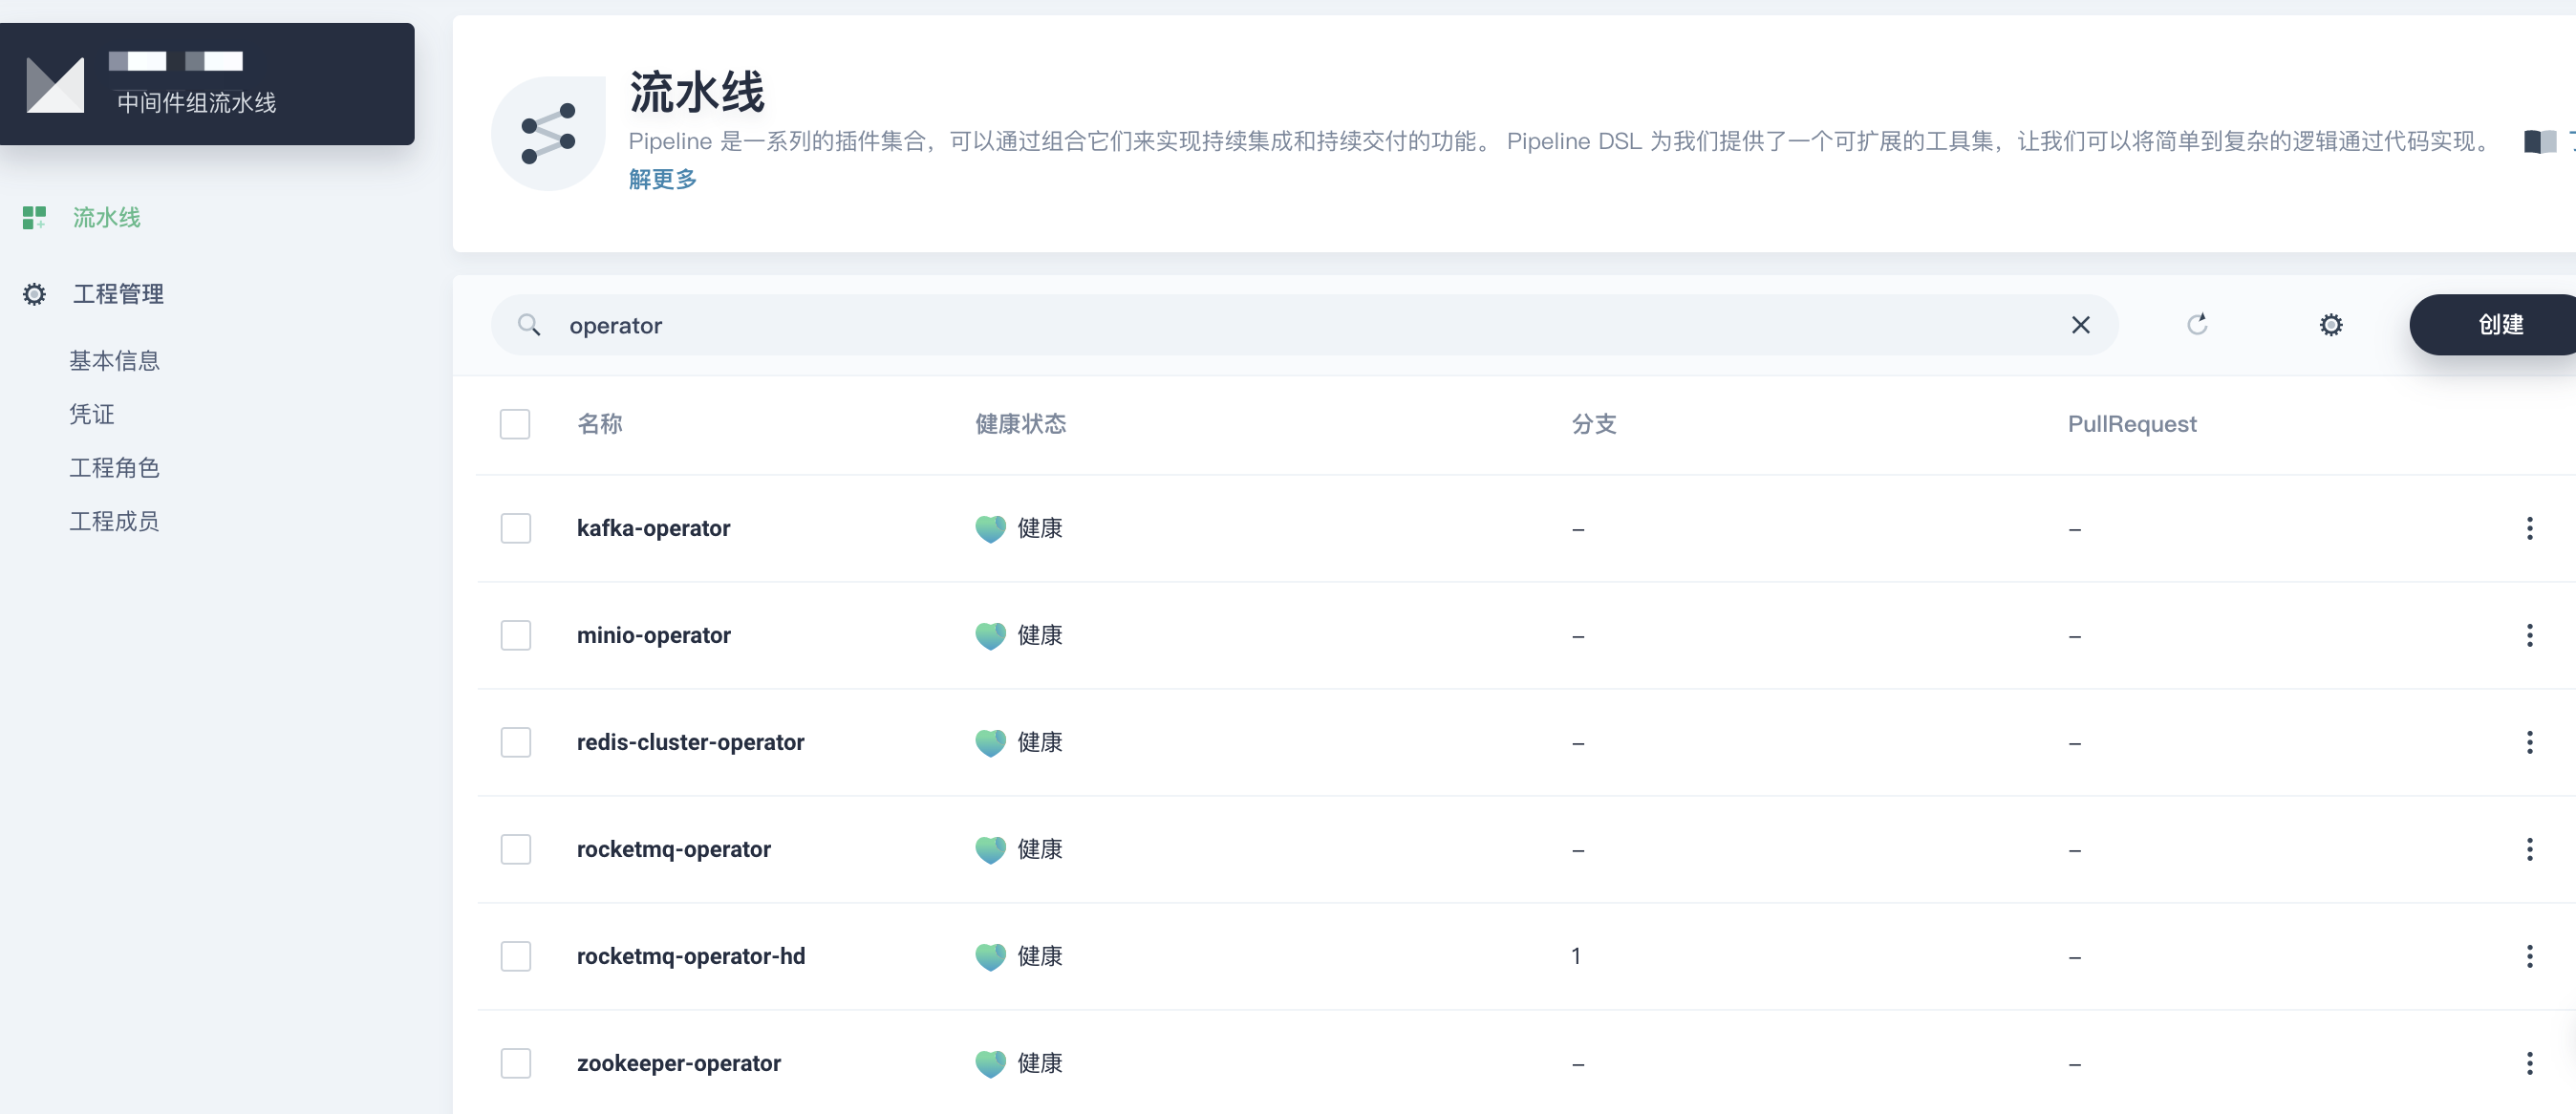 中间件组流水线
流水线
工程管理
基本信息
凭证
工程角色
工程成员
流水线
Pipeline 是一系列的插件集合，可以通过组合它们来实现持续集成和持续交付的功能。 Pipeline DSL 为我们提供了一个可扩展的工具集，让我们可以将简单到复杂的逻辑通过代码实现。
解更多
operator
创建
名称 健康状态 分支 PullRequest
kafka-operator 健康 – –
minio-operator 健康 – –
redis-cluster-operator 健康 – –
rocketmq-operator 健康 – –
rocketmq-operator-hd 健康 1 –
zookeeper-operator 健康 – –